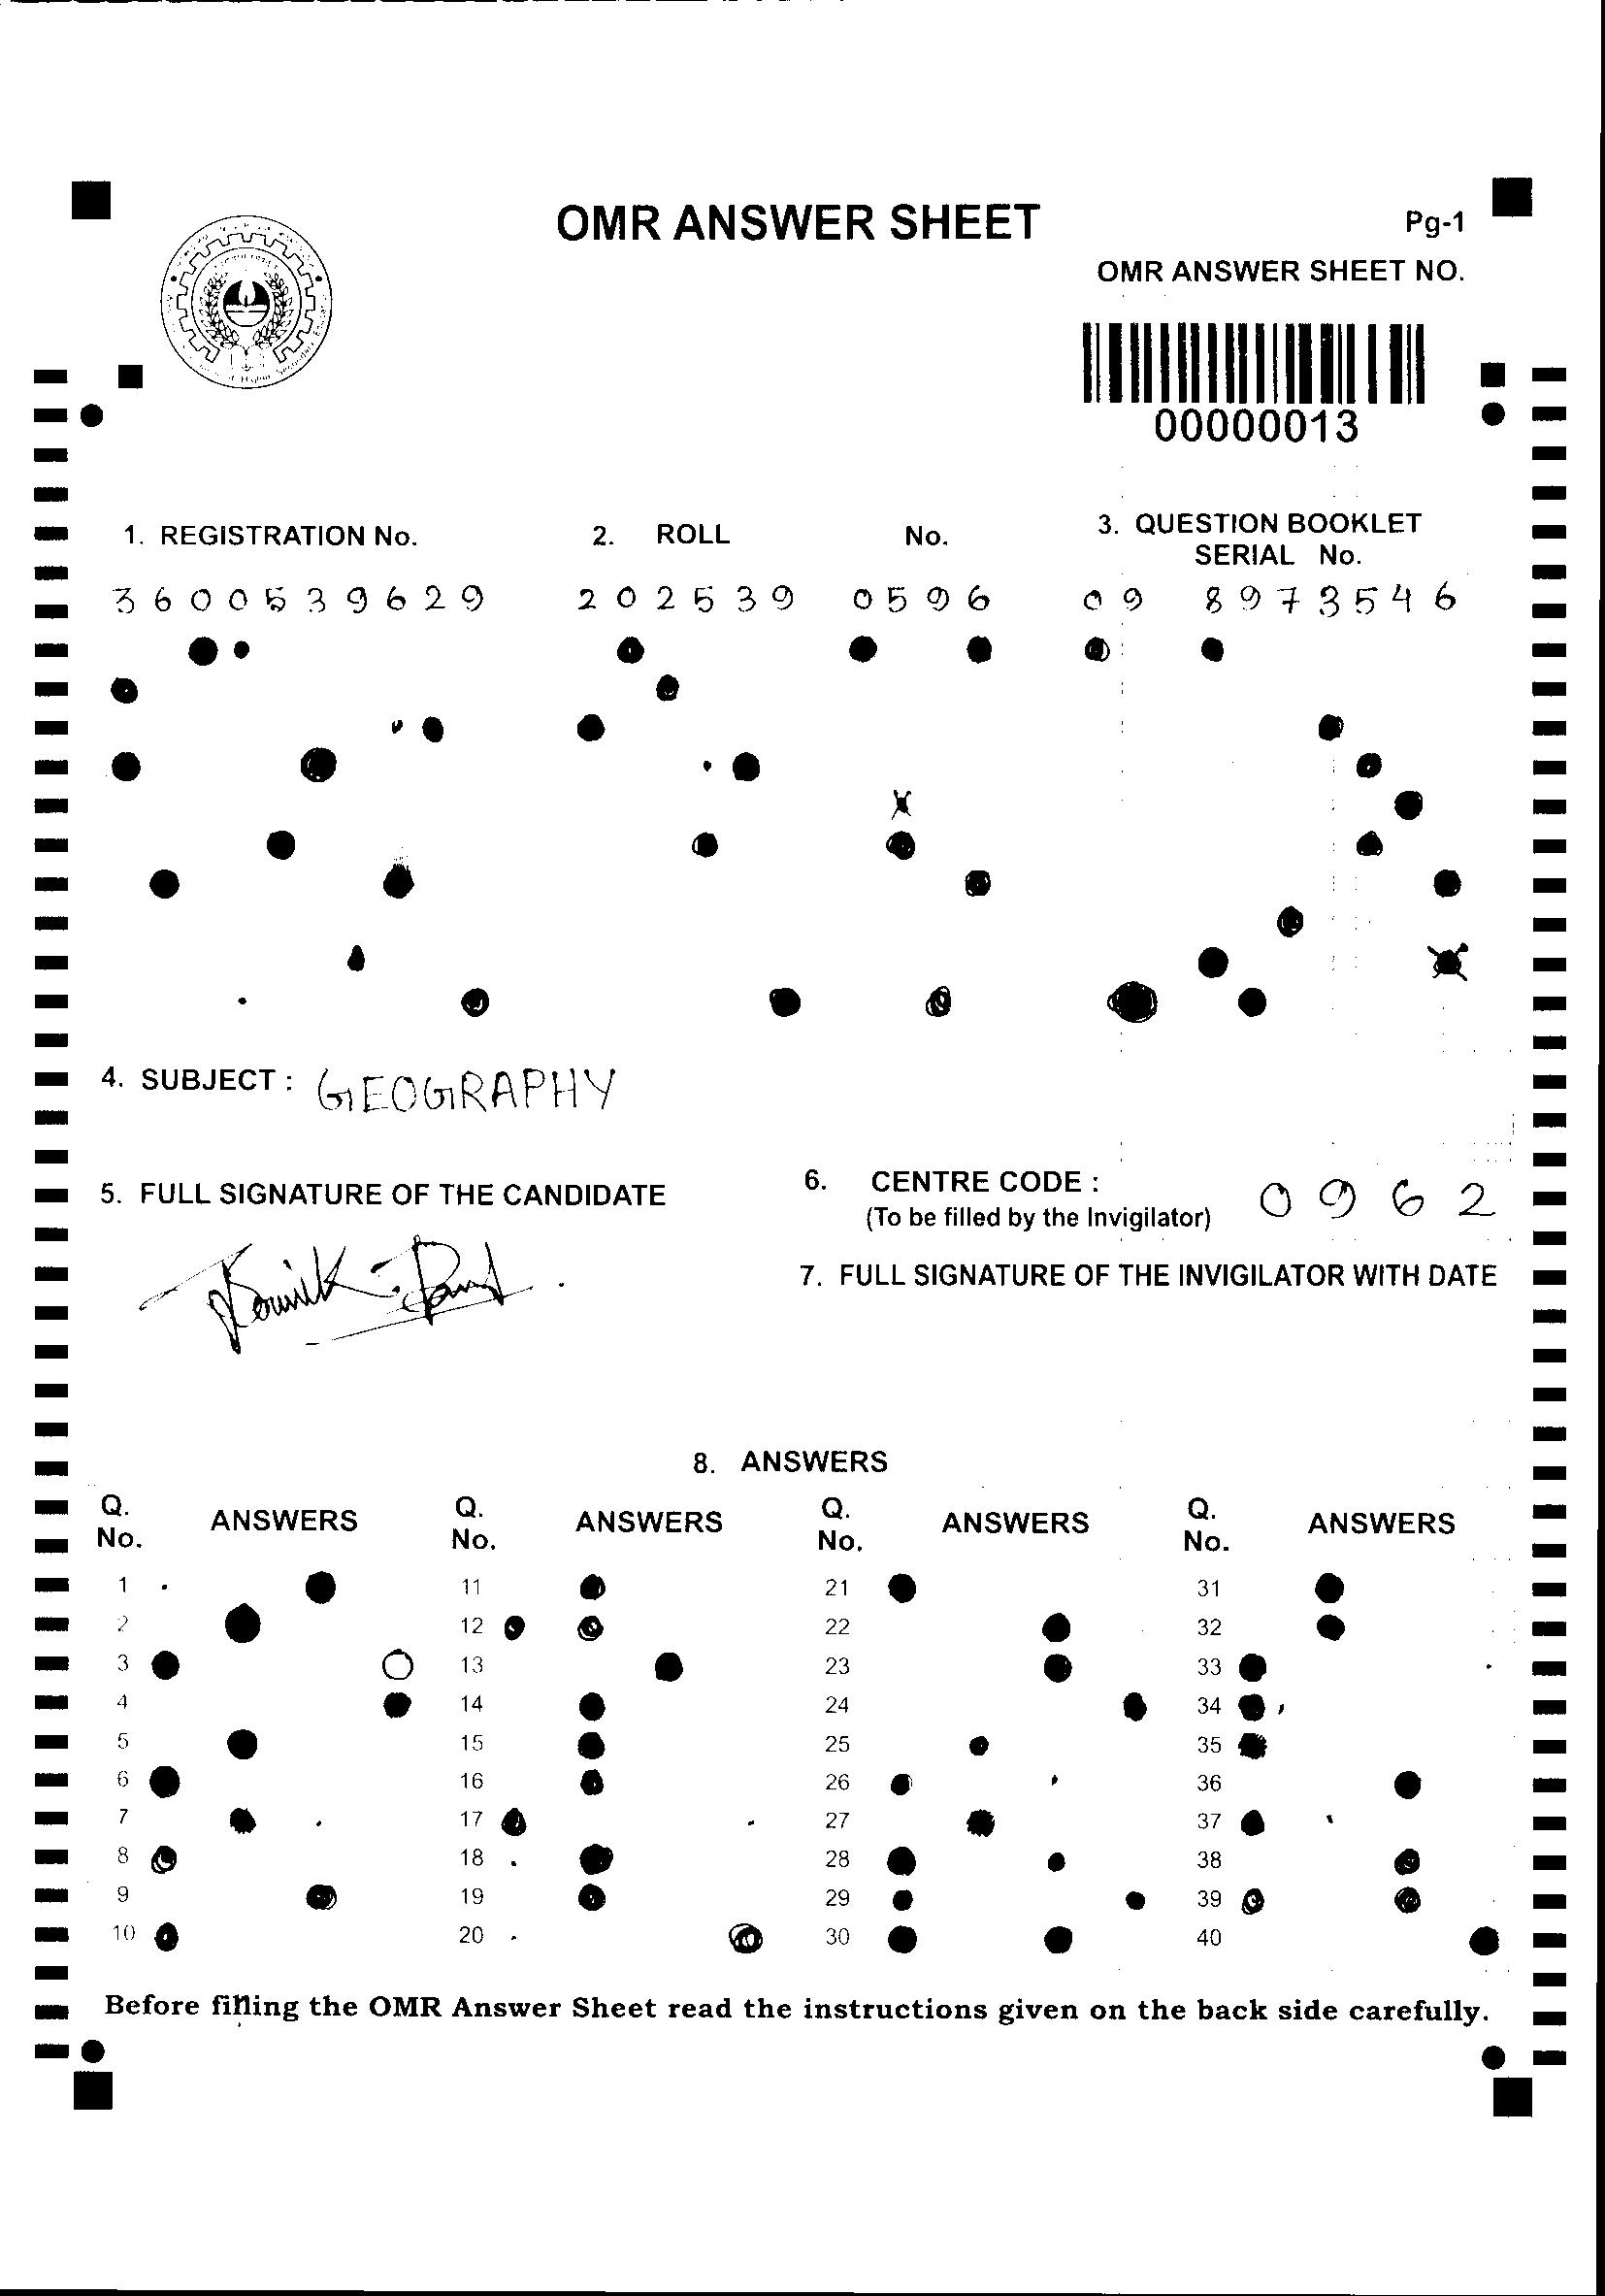 OMR ANSWER SHEET
Pg-1
OMR ANSWER SHEET NO.
00000013
1. REGISTRATION No.
2. ROLL No.
3. QUESTION BOOKLET
SERIAL No.
3600539629 202539 0596 09 8973546
4. SUBJECT : GEOGRAPHY
5. FULL SIGNATURE OF THE CANDIDATE
6. CENTRE CODE : 0962
(To be filled by the Invigilator)
7. FULL SIGNATURE OF THE INVIGILATOR WITH DATE
8. ANSWERS
Q. No. ANSWERS Q. No. ANSWERS Q. No. ANSWERS Q. No. ANSWERS
1 11 21 31
2 12 22 32
3 13 23 33
4 14 24 34
5 15 25 35
6 16 26 36
7 17 27 37
8 18 28 38
9 19 29 39
10 20 30 40
Before filling the OMR Answer Sheet read the instructions given on the back side carefully.